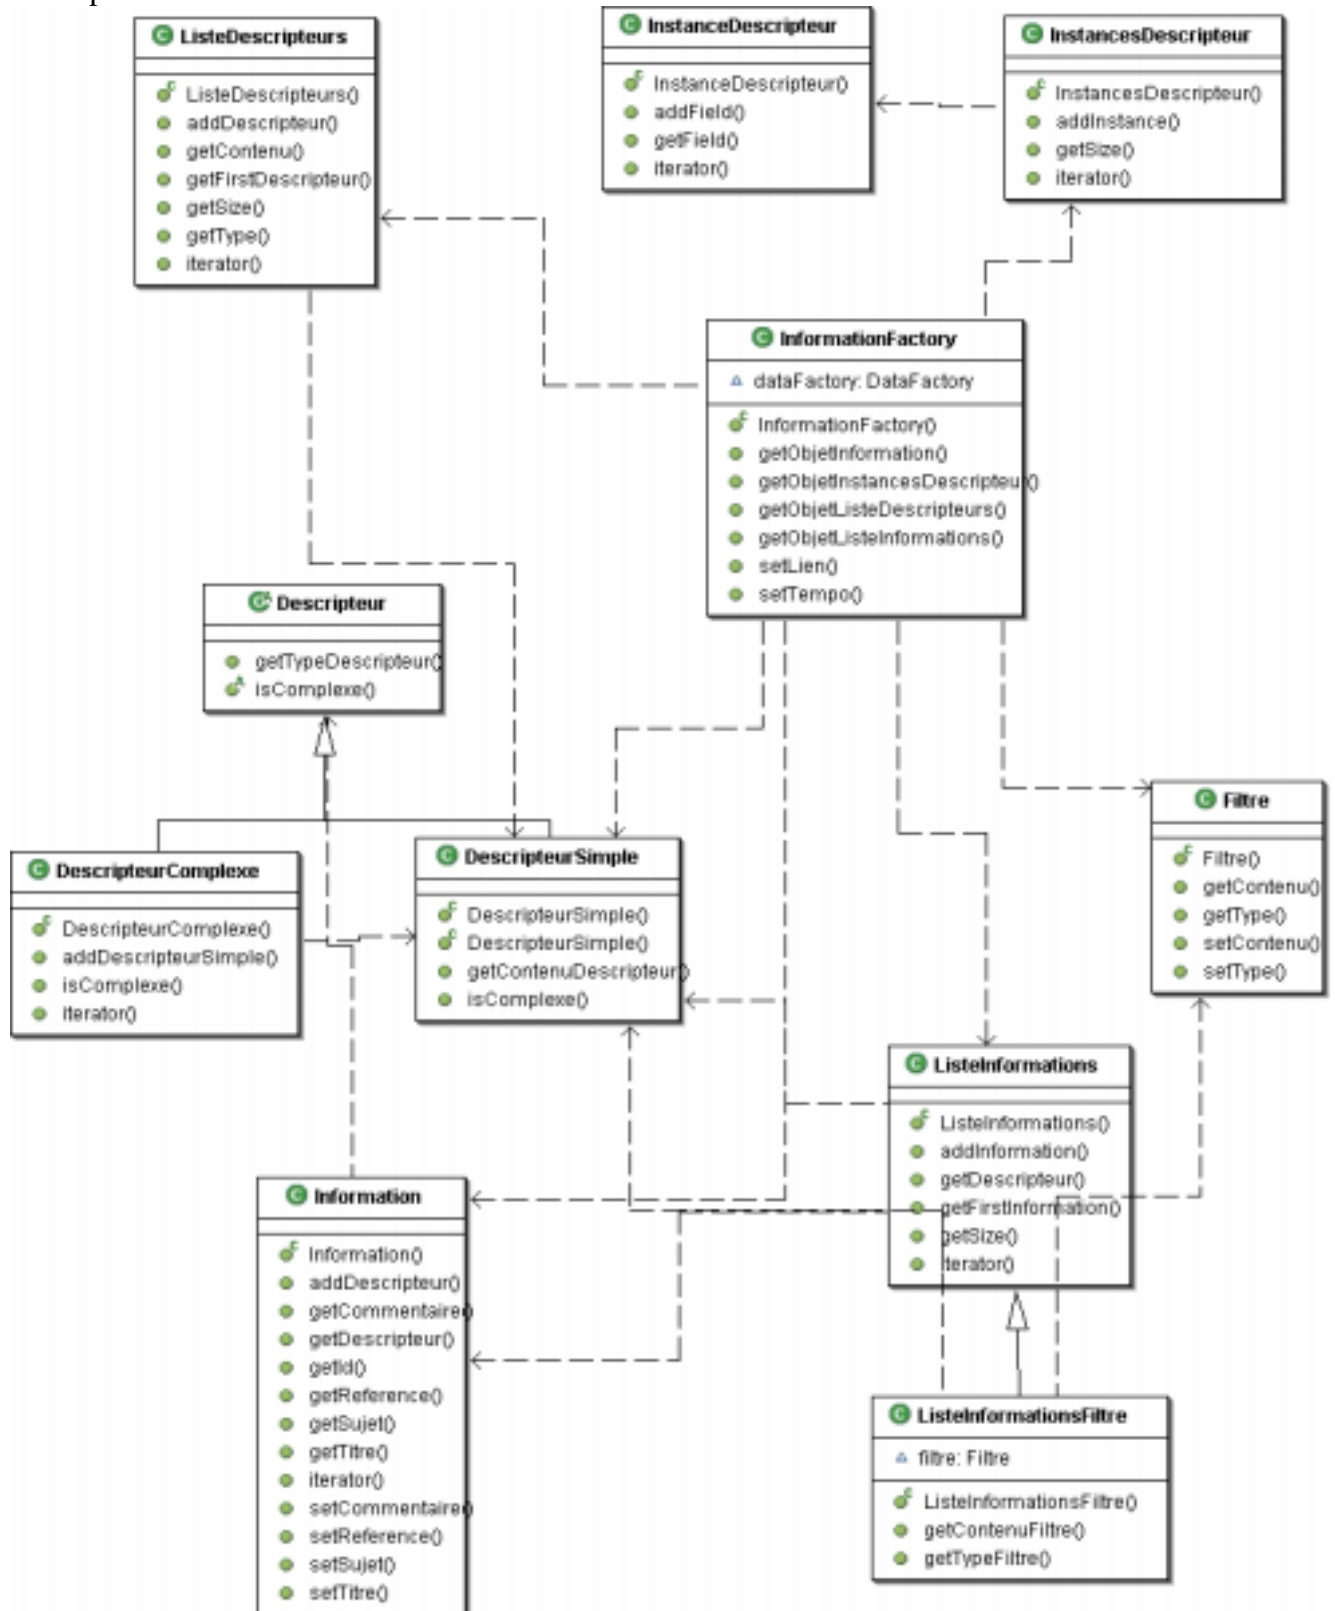 ListeDescripteurs
ListeDescripteurs()
addDescripteur()
getContenu()
getFirstDescripteur()
getSize()
getType()
iterator()
InstanceDescripteur
InstanceDescripteur()
addField()
getField()
iterator()
InstancesDescripteur
InstancesDescripteur()
addInstance()
getSize()
iterator()
InformationFactory
dataFactory: DataFactory
InformationFactory()
getObjetInformation()
getObjetInstancesDescripteur()
getObjetListeDescripteurs()
getObjetListeInformations()
setLien()
setTempo()
Descripteur
getTypeDescripteur()
isComplexe()
DescripteurComplexe
DescripteurComplexe()
addDescripteurSimple()
isComplexe()
iterator()
DescripteurSimple
DescripteurSimple()
DescripteurSimple()
getContenuDescripteur()
isComplexe()
Filtre
Filtre()
getContenu()
getType()
setContenu()
setType()
ListeInformations
ListeInformations()
addInformation()
getDescripteur()
getFirstInformation()
getSize()
iterator()
Information
Information()
addDescripteur()
getCommentaire()
getDescripteur()
getId()
getReference()
getSujet()
getTitre()
iterator()
setCommentaire()
setReference()
setSujet()
setTitre()
ListeInformationsFiltre
filtre: Filtre
ListeInformationsFiltre()
getContenuFiltre()
getTypeFiltre()